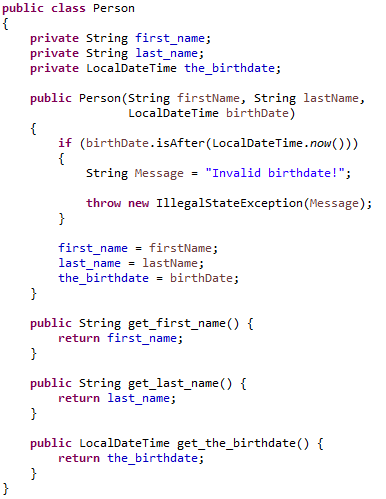 public class Person
{
    private String first_name;
    private String last_name;
    private LocalDateTime the_birthdate;

    public Person(String firstName, String lastName,
                  LocalDateTime birthDate)
    {
        if (birthDate.isAfter(LocalDateTime.now()))
        {
            String Message = "Invalid birthdate!";

            throw new IllegalStateException(Message);
        }

        first_name = firstName;
        last_name = lastName;
        the_birthdate = birthDate;
    }

    public String get_first_name() {
        return first_name;
    }

    public String get_last_name() {
        return last_name;
    }

    public LocalDateTime get_the_birthdate() {
        return the_birthdate;
    }
}